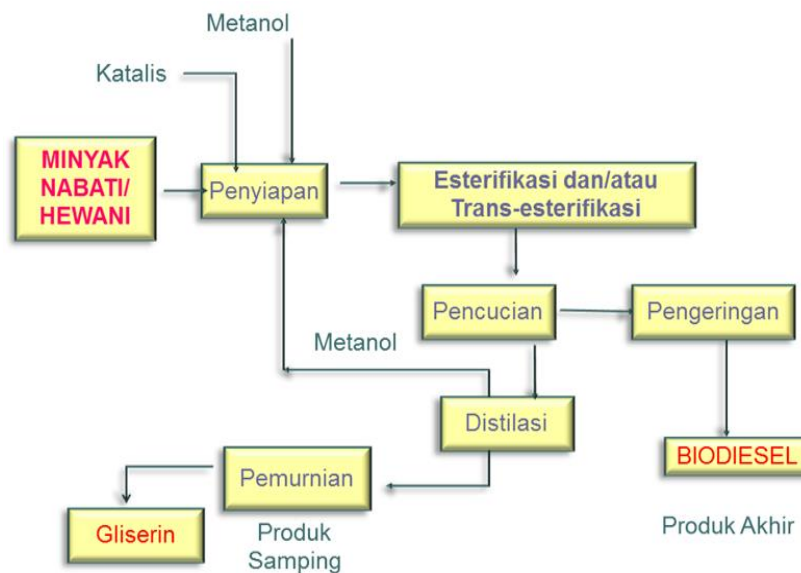 Metanol
Katalis
MINYAK
NABATI/
HEWANI
Penyiapan
Esterifikasi dan/atau
Trans-esterifikasi
Pencucian
Pengeringan
Metanol
Distilasi
BIODIESEL
Pemurnian
Gliserin
Produk
Samping
Produk Akhir